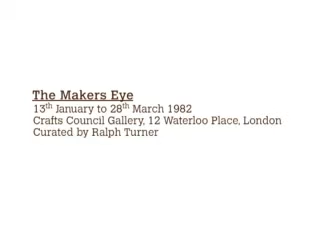 The Makers Eye
13th January to 28th March 1982
Crafts Council Gallery, 12 Waterloo Place, London
Curated by Ralph Turner